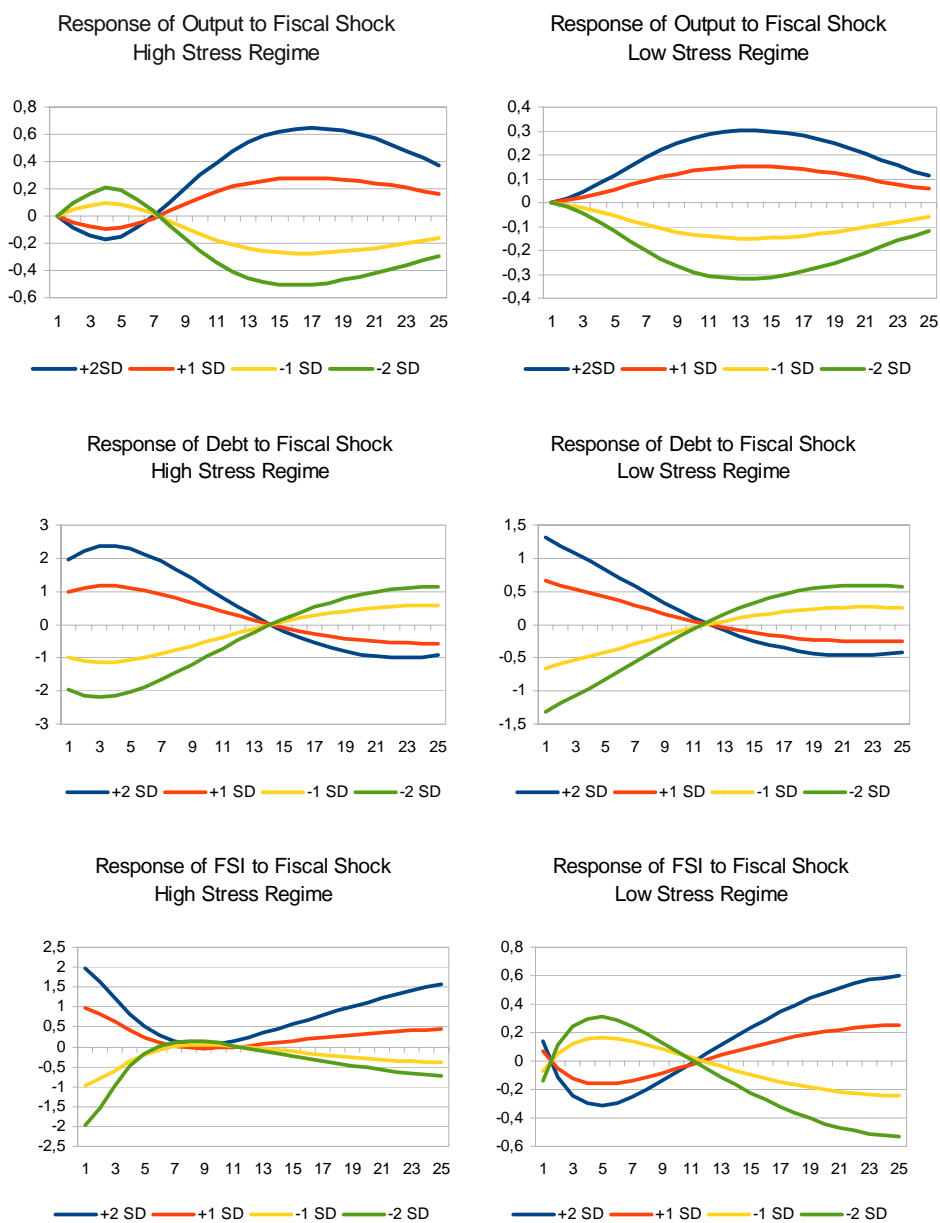 Response of Output to Fiscal Shock
High Stress Regime
0,8
0,6
0,4
0,2
0
-0,2
-0,4
-0,6
1 3 5 7 9 11 13 15 17 19 21 23 25
+2SD +1 SD -1 SD -2 SD
Response of Output to Fiscal Shock
Low Stress Regime
0,4
0,3
0,2
0,1
0
-0,1
-0,2
-0,3
-0,4
1 3 5 7 9 11 13 15 17 19 21 23 25
+2SD +1 SD -1 SD -2 SD
Response of Debt to Fiscal Shock
High Stress Regime
3
2
1
0
-1
-2
-3
1 3 5 7 9 11 13 15 17 19 21 23 25
+2 SD +1 SD -1 SD -2 SD
Response of Debt to Fiscal Shock
Low Stress Regime
1,5
1
0,5
0
-0,5
-1
-1,5
1 3 5 7 9 11 13 15 17 19 21 23 25
+2 SD +1 SD -1 SD -2 SD
Response of FSI to Fiscal Shock
High Stress Regime
2,5
2
1,5
1
0,5
0
-0,5
-1
-1,5
-2
-2,5
1 3 5 7 9 11 13 15 17 19 21 23 25
+2 SD +1 SD -1 SD -2 SD
Response of FSI to Fiscal Shock
Low Stress Regime
0,8
0,6
0,4
0,2
0
-0,2
-0,4
-0,6
1 3 5 7 9 11 13 15 17 19 21 23 25
+2 SD +1 SD -1 SD -2 SD